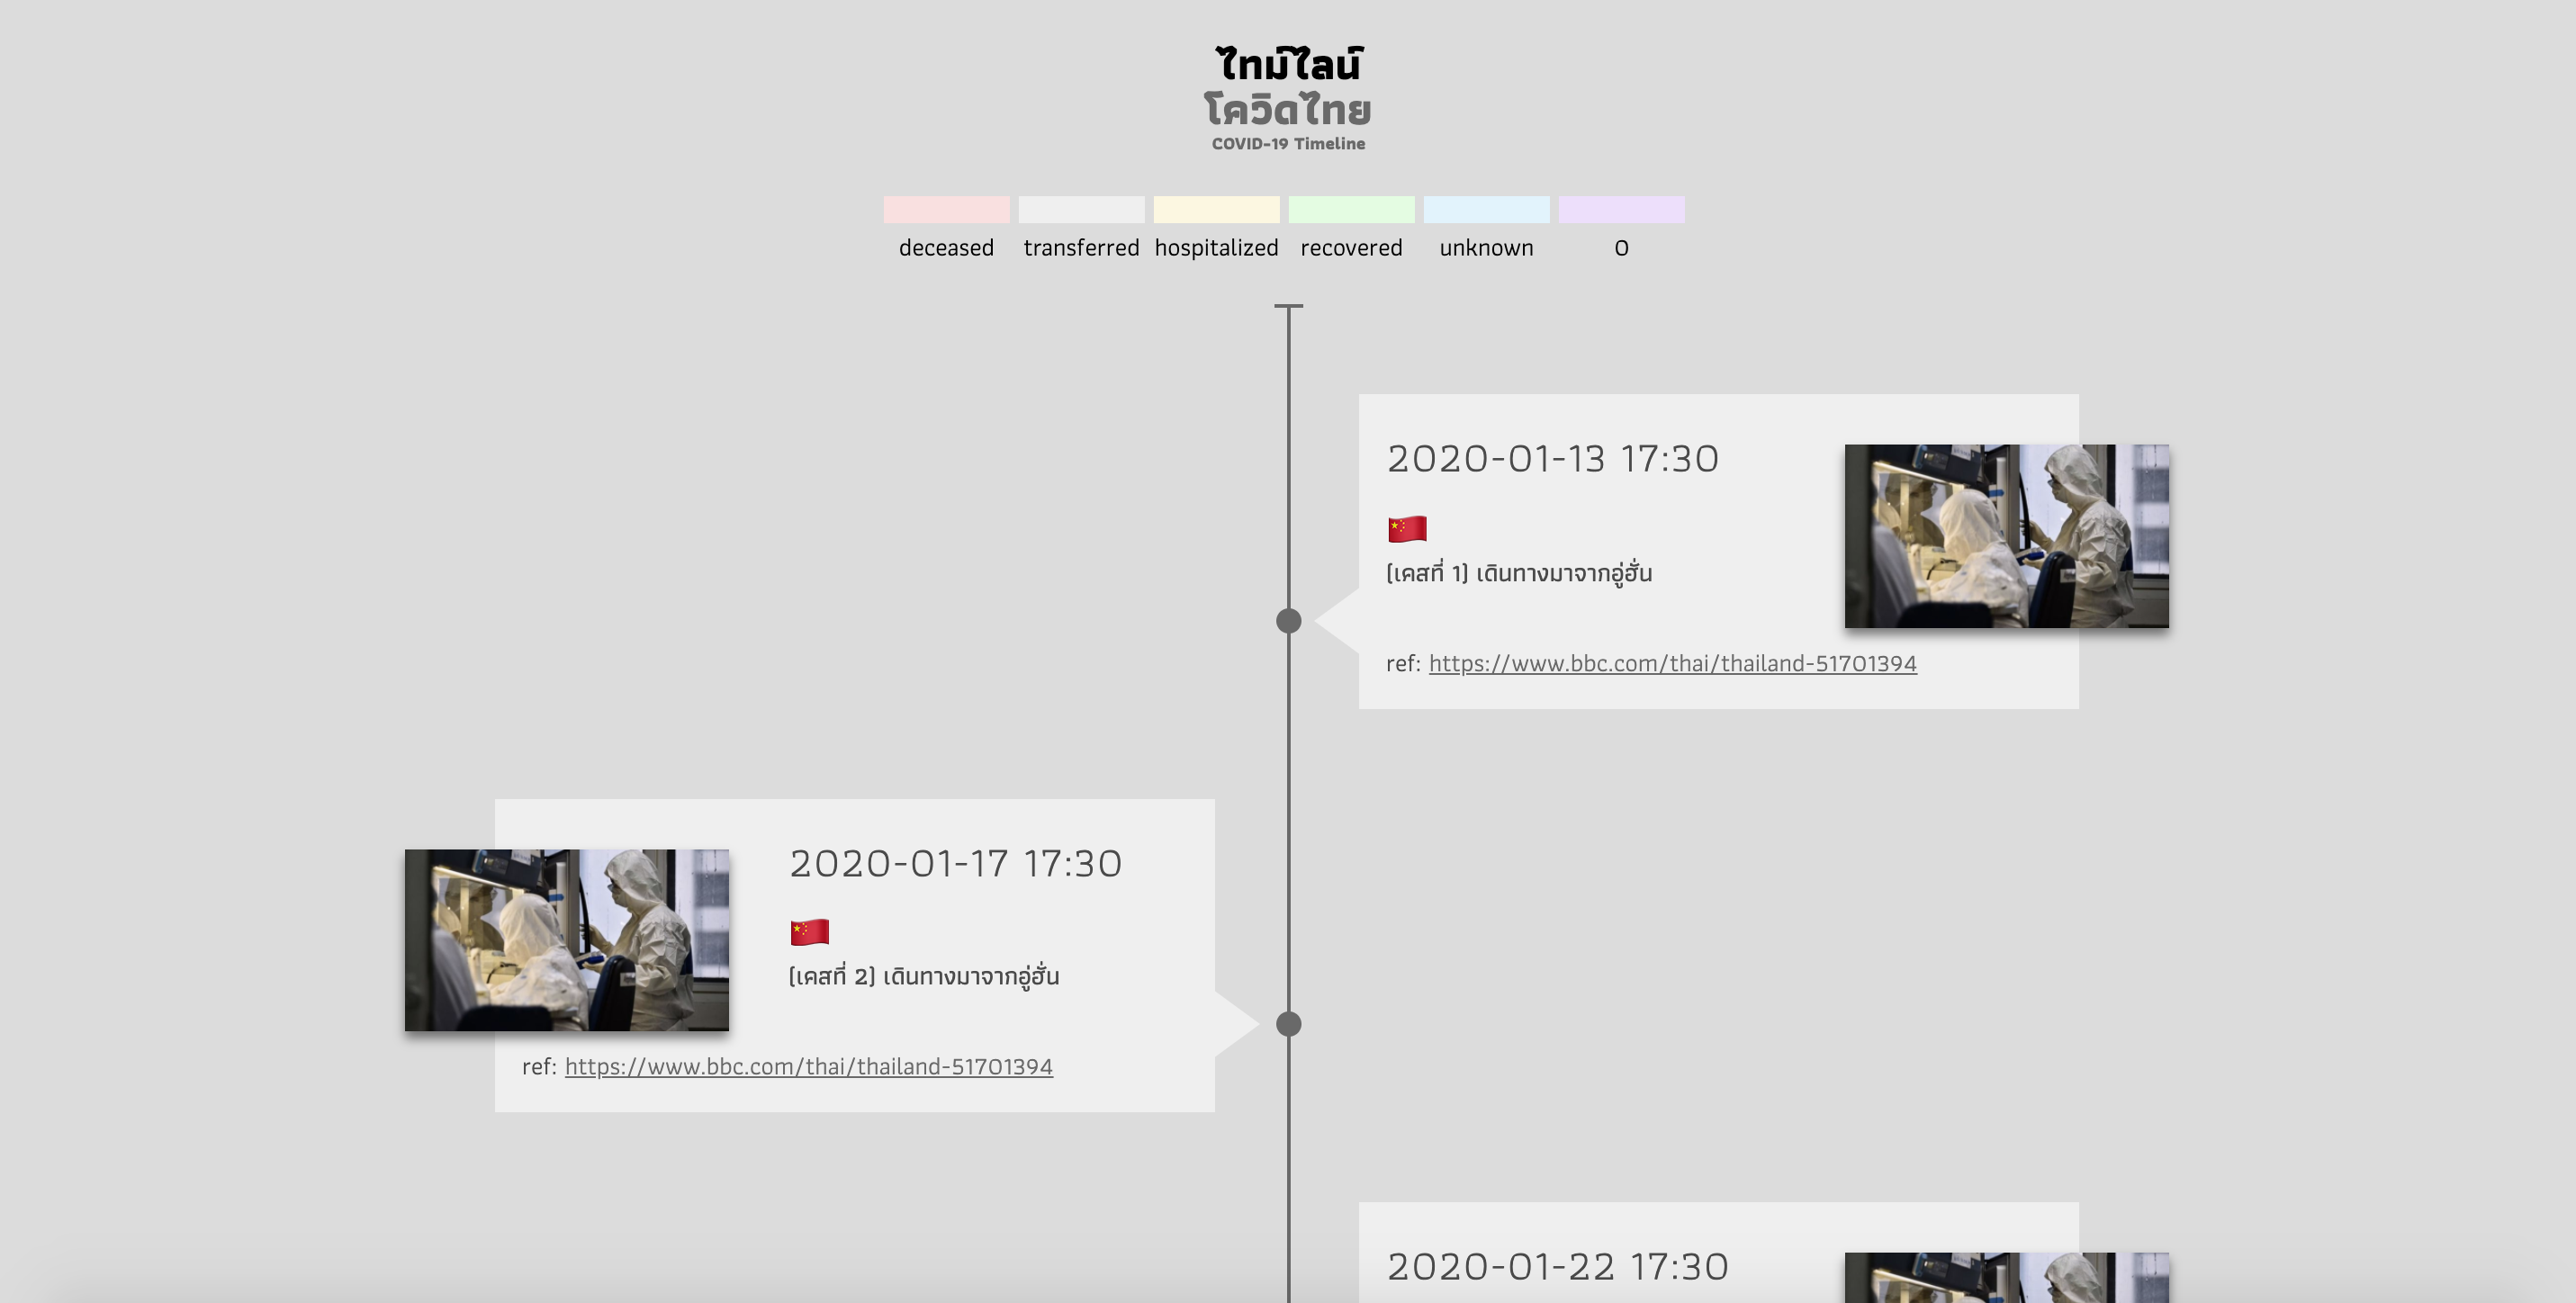 ไทม์ไลน์
โควิดไทย
COVID-19 Timeline
deceased transferred hospitalized recovered unknown 0
2020-01-13 17:30
(เคสที่ 1) เดินทางมาจากอู่ฮั่น
ref: https://www.bbc.com/thai/thailand-51701394
2020-01-17 17:30
(เคสที่ 2) เดินทางมาจากอู่ฮั่น
ref: https://www.bbc.com/thai/thailand-51701394
2020-01-22 17:30